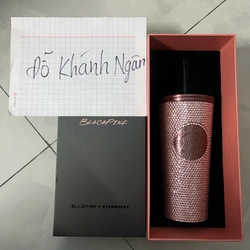 Đỗ Khánh Ngân
BLACKPINK
BLACKPINK x STARBUCKS